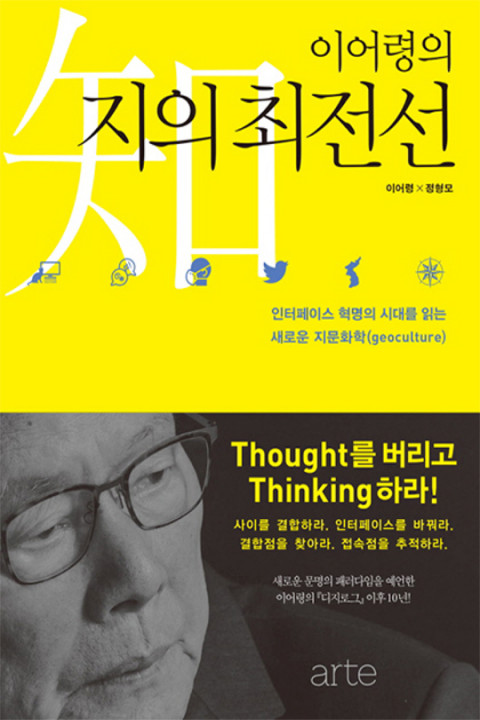 知
이어령의
지의 최전선
이어령×정형모
인터페이스 혁명의 시대를 읽는
새로운 지문화학(geoculture)
Thought를 버리고
Thinking하라!
사이를 결합하라. 인터페이스를 바꿔라.
결합점을 찾아라. 접속점을 추적하라.
새로운 문명의 패러다임을 예언한
이어령의 『디지로그』 이후 10년!
arte